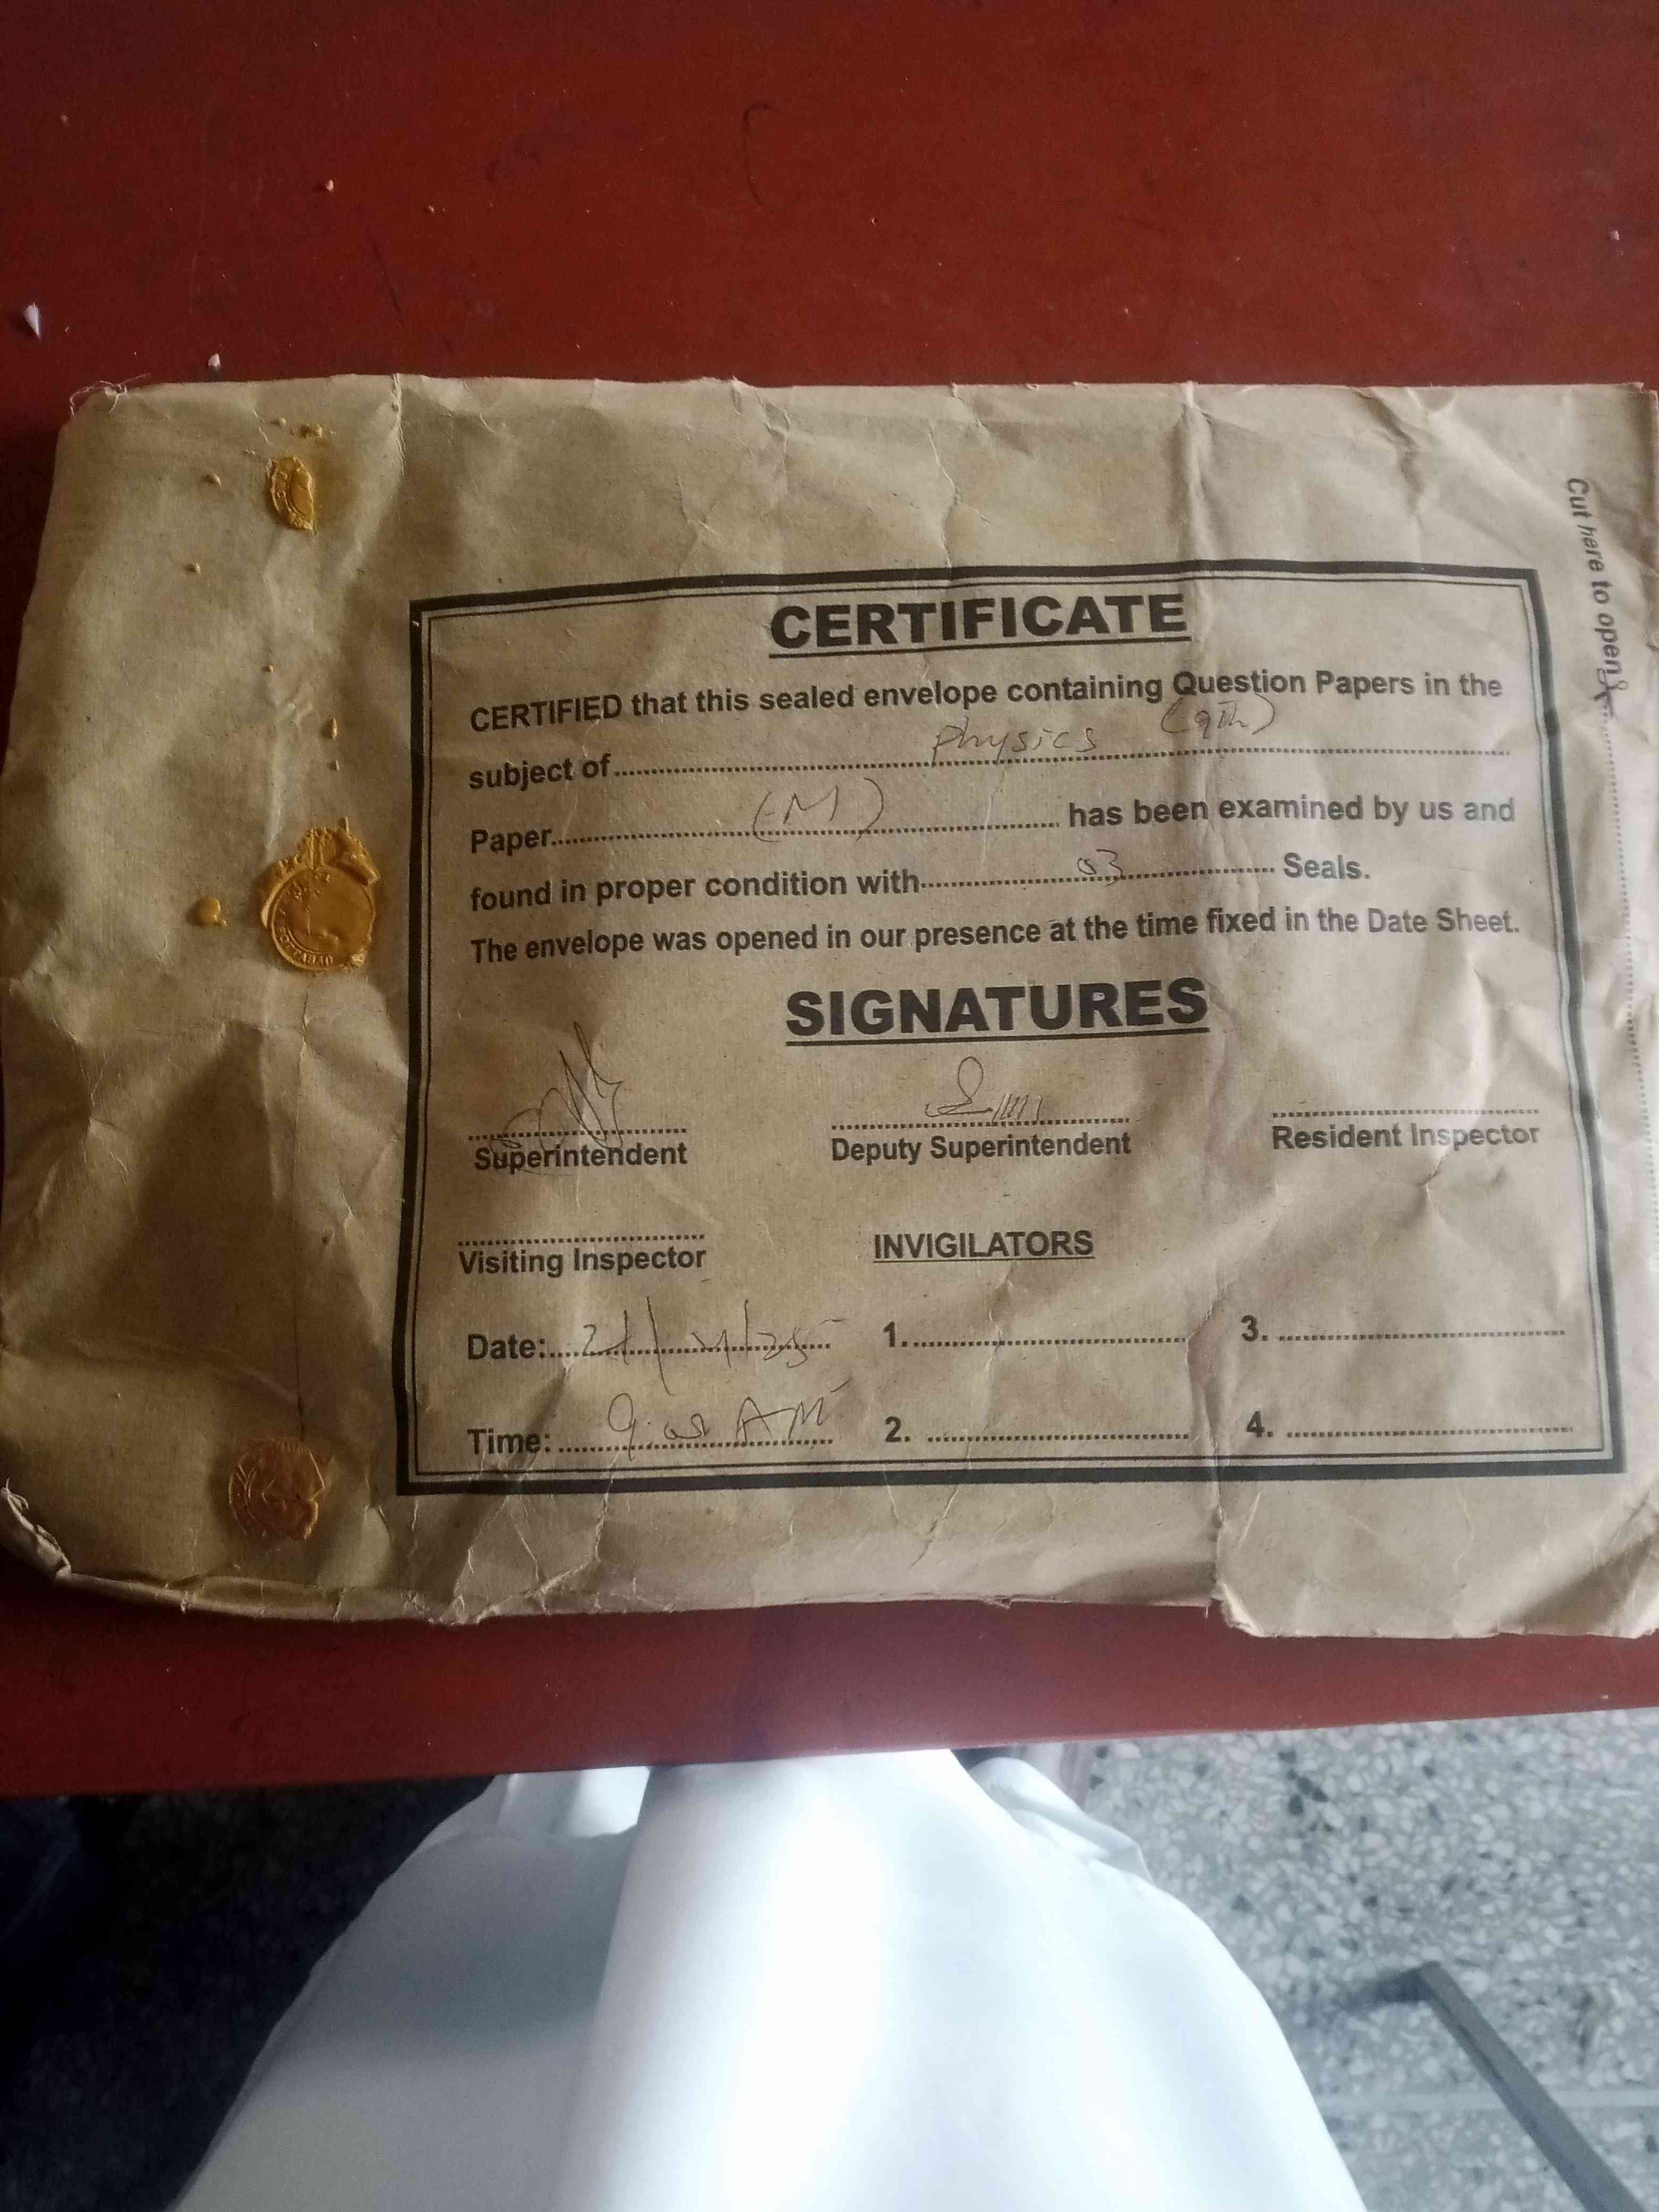 Cut here to open
CERTIFICATE
CERTIFIED that this sealed envelope containing Question Papers in the
subject of Physics (9th)
Paper (M) has been examined by us and
found in proper condition with 03 Seals.
The envelope was opened in our presence at the time fixed in the Date Sheet.
SIGNATURES
Superintendent Deputy Superintendent Resident Inspector
Visiting Inspector INVIGILATORS
Date: 1. 3.
Time: AM 2. 4.